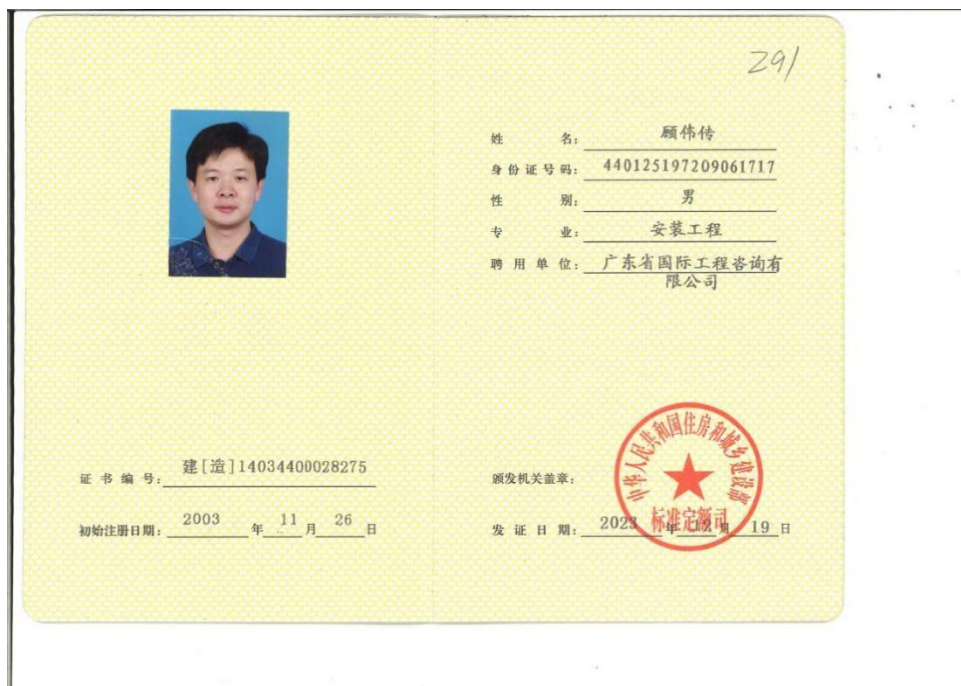 291
姓名: 顾伟传
身份证号码: 440125197209061717
性别: 男
专业: 安装工程
聘用单位: 广东省国际工程咨询有
限公司
证书编号: 建[造]14034400028275
初始注册日期: 2003 年 11 月 26 日
颁发机关盖章:
中华人民共和国住房和城乡建设部
标准定额司
发证日期: 2023 年 12 月 19 日